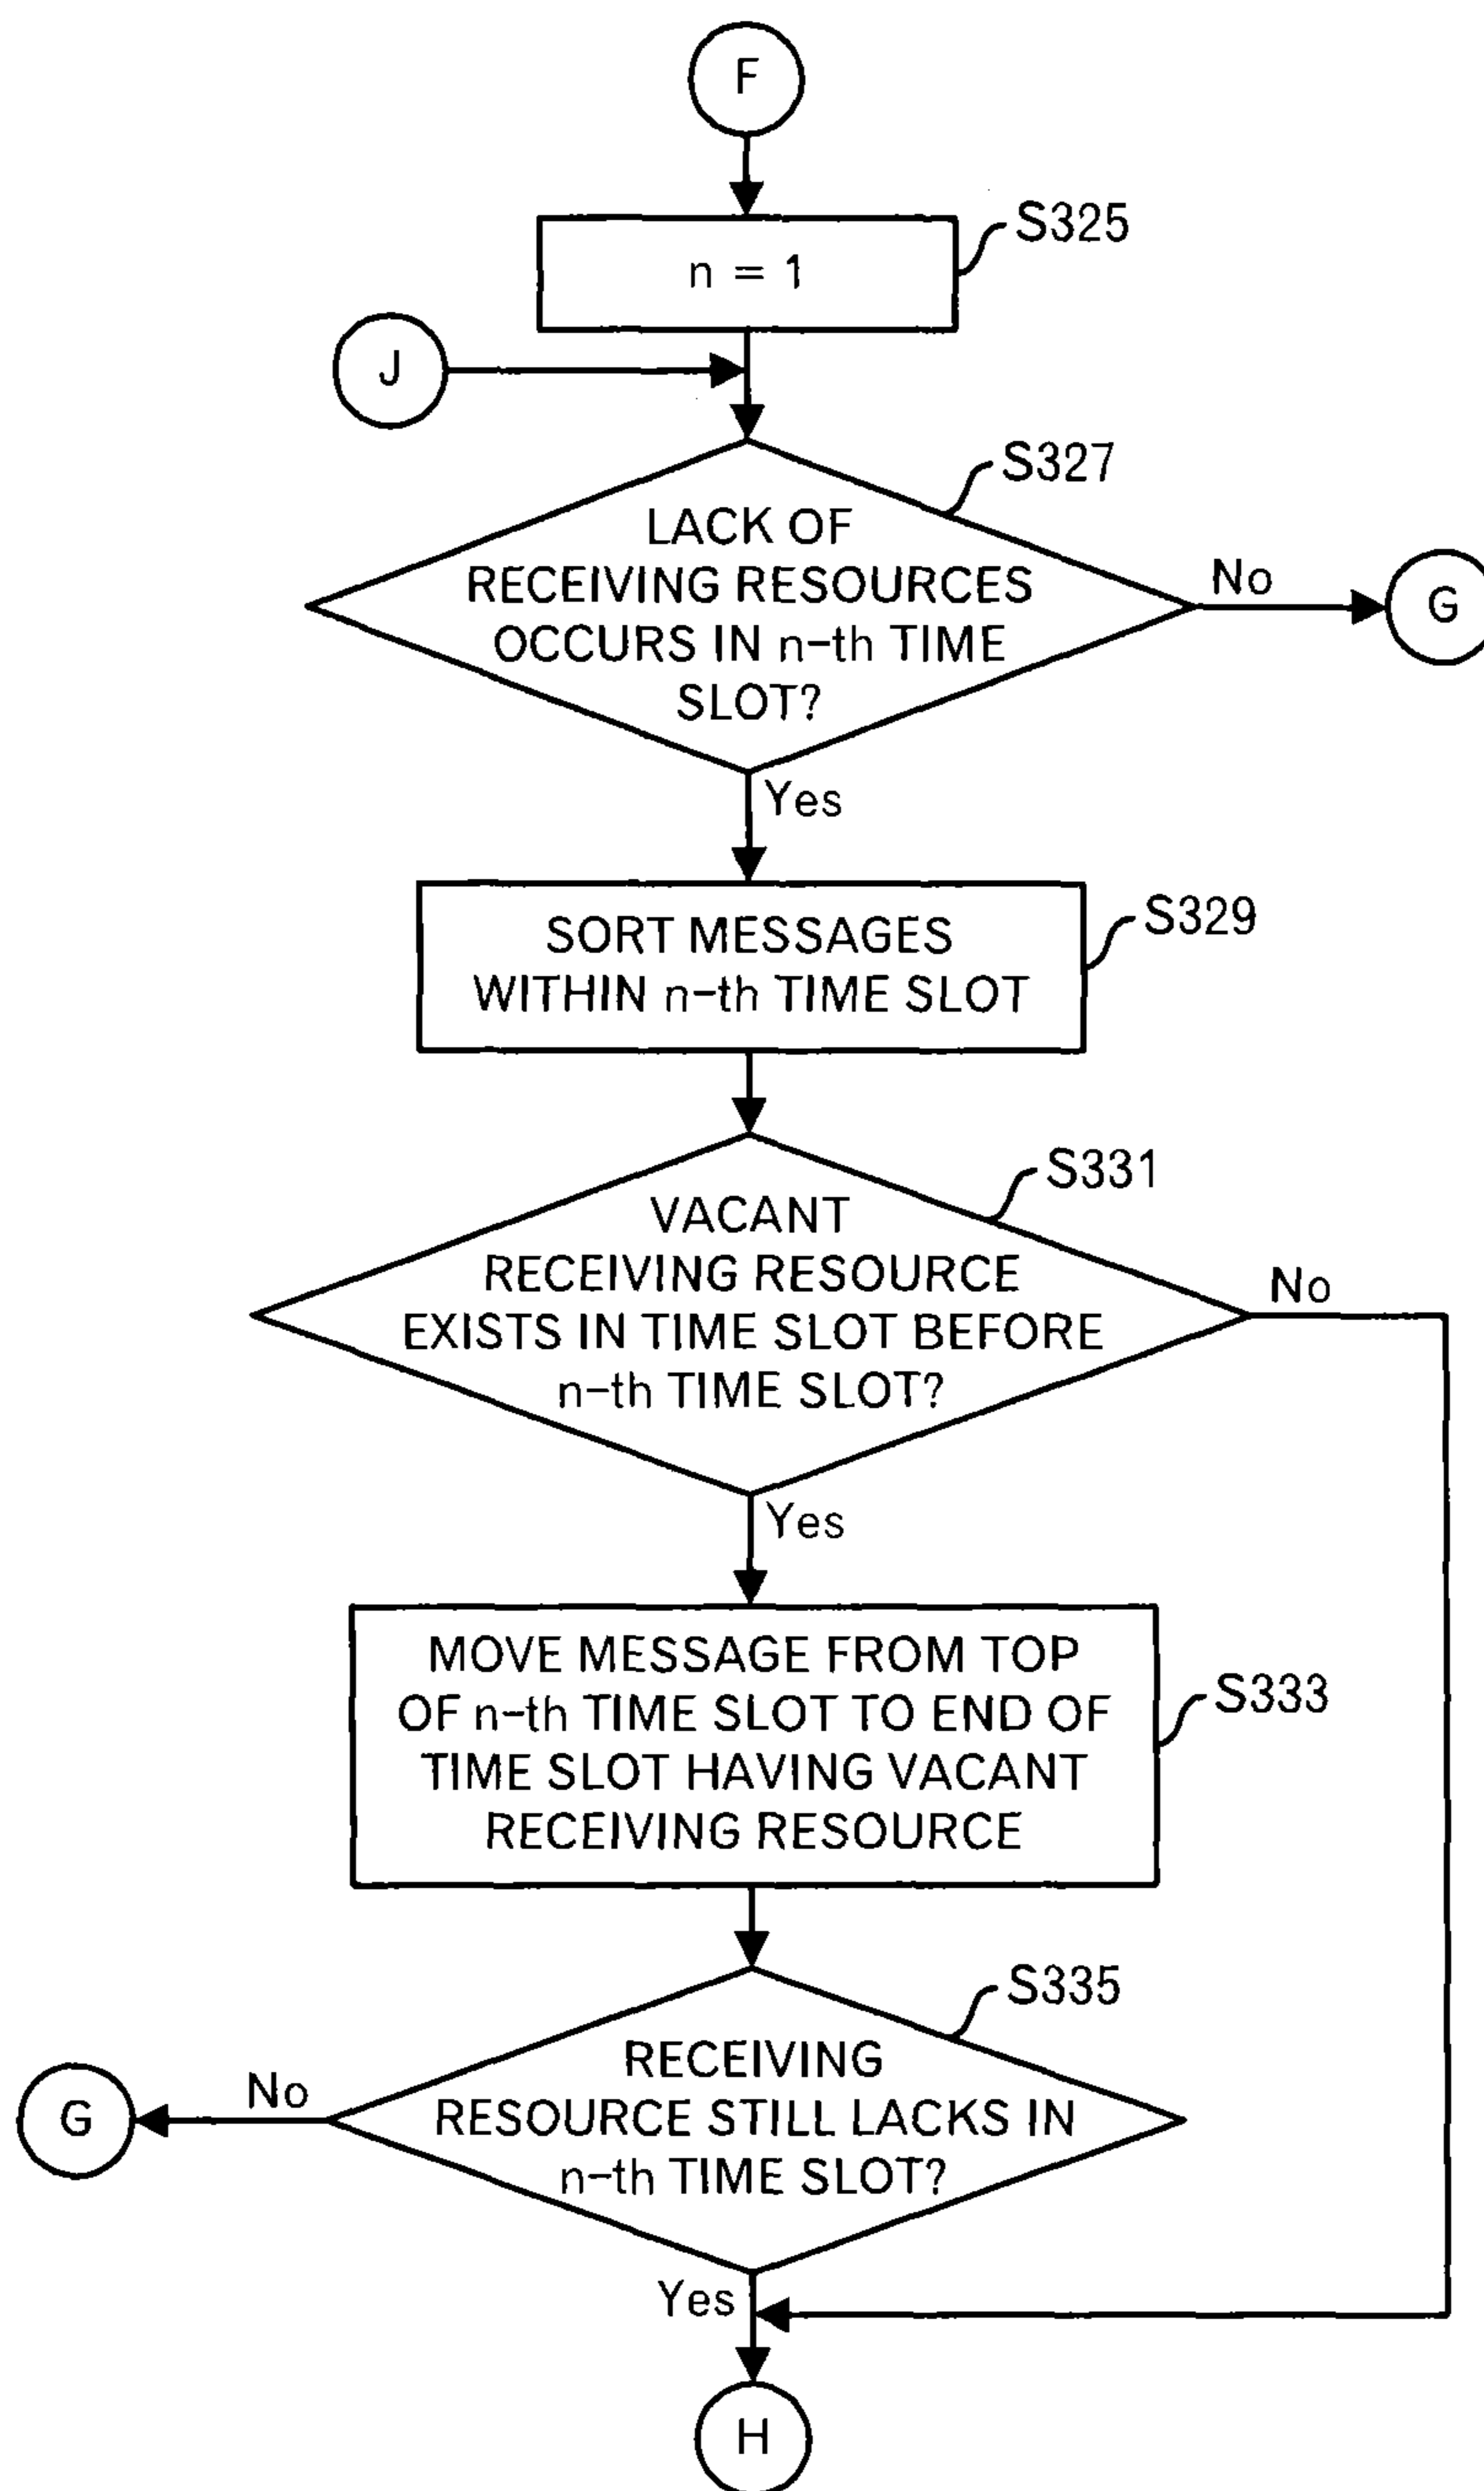 F
n = 1
S325
J
S327
LACK OF
RECEIVING RESOURCES
OCCURS IN n-th TIME
SLOT?
No
G
Yes
SORT MESSAGES
WITHIN n-th TIME SLOT
S329
S331
VACANT
RECEIVING RESOURCE
EXISTS IN TIME SLOT BEFORE
n-th TIME SLOT?
No
Yes
MOVE MESSAGE FROM TOP
OF n-th TIME SLOT TO END OF
TIME SLOT HAVING VACANT
RECEIVING RESOURCE
S333
S335
RECEIVING
RESOURCE STILL LACKS IN
n-th TIME SLOT?
No
G
Yes
H